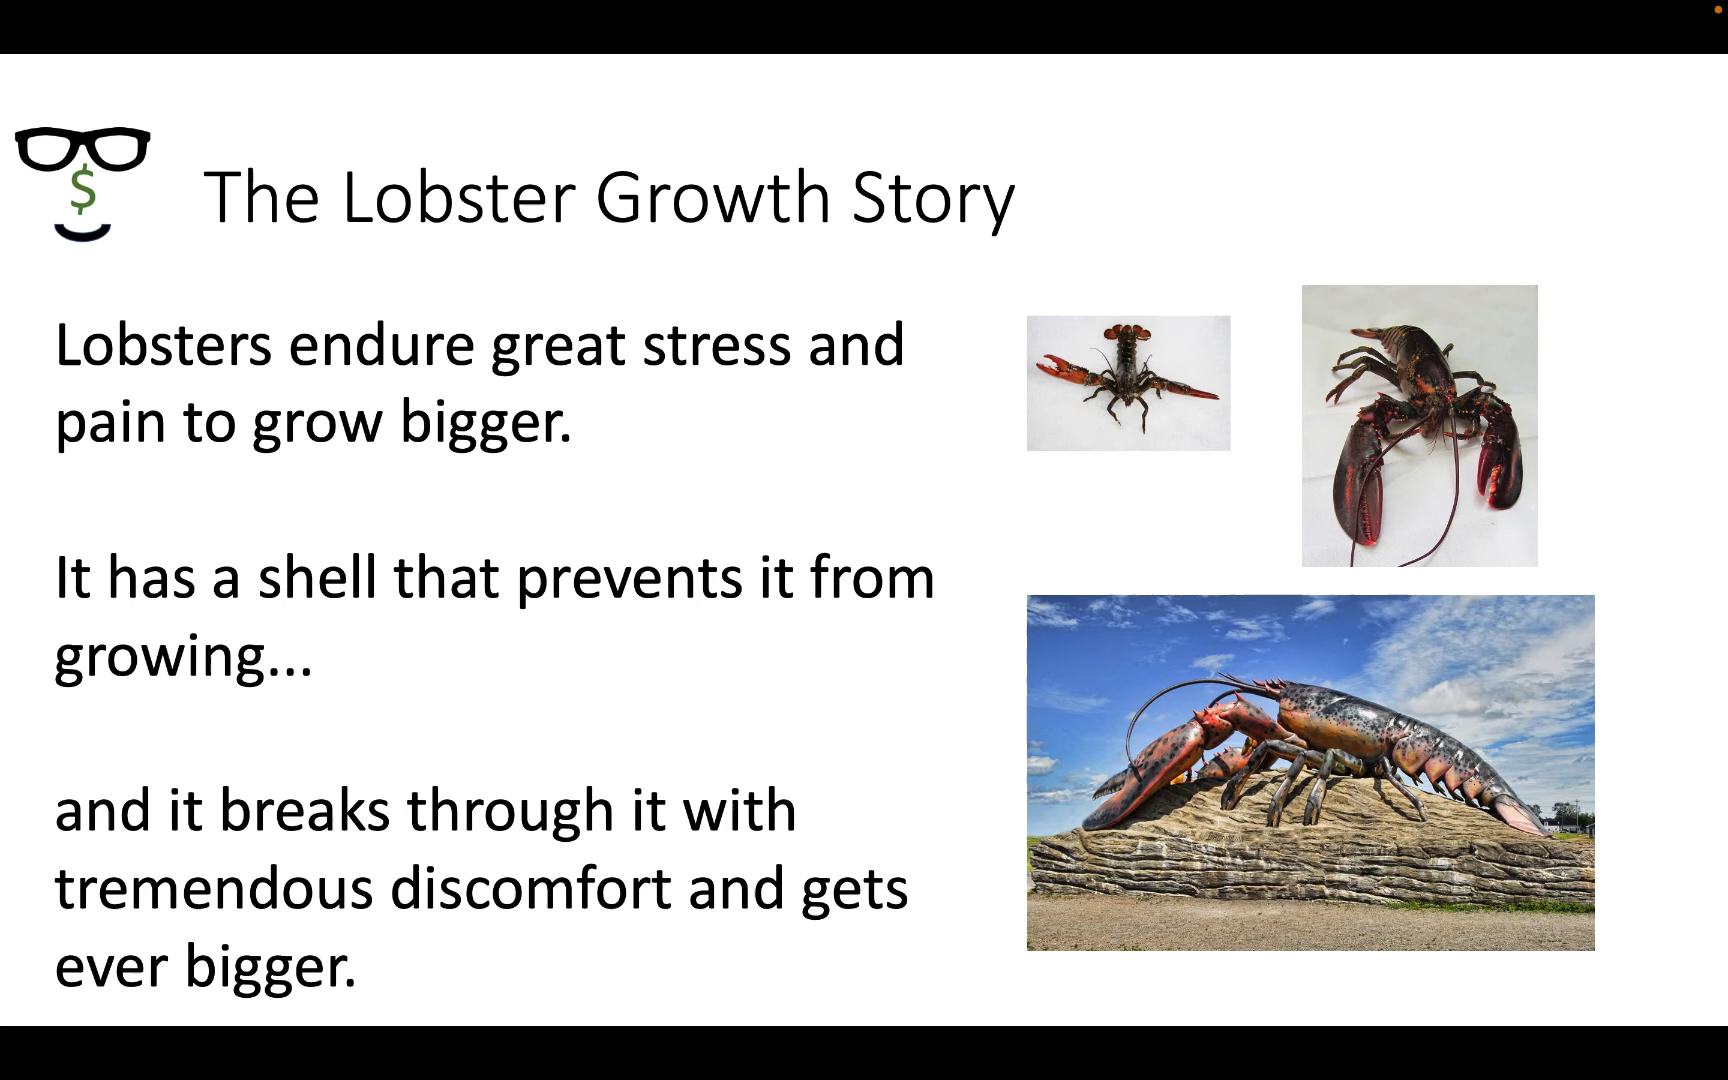 $
The Lobster Growth Story
Lobsters endure great stress and
pain to grow bigger.
It has a shell that prevents it from
growing...
and it breaks through it with
tremendous discomfort and gets
ever bigger.